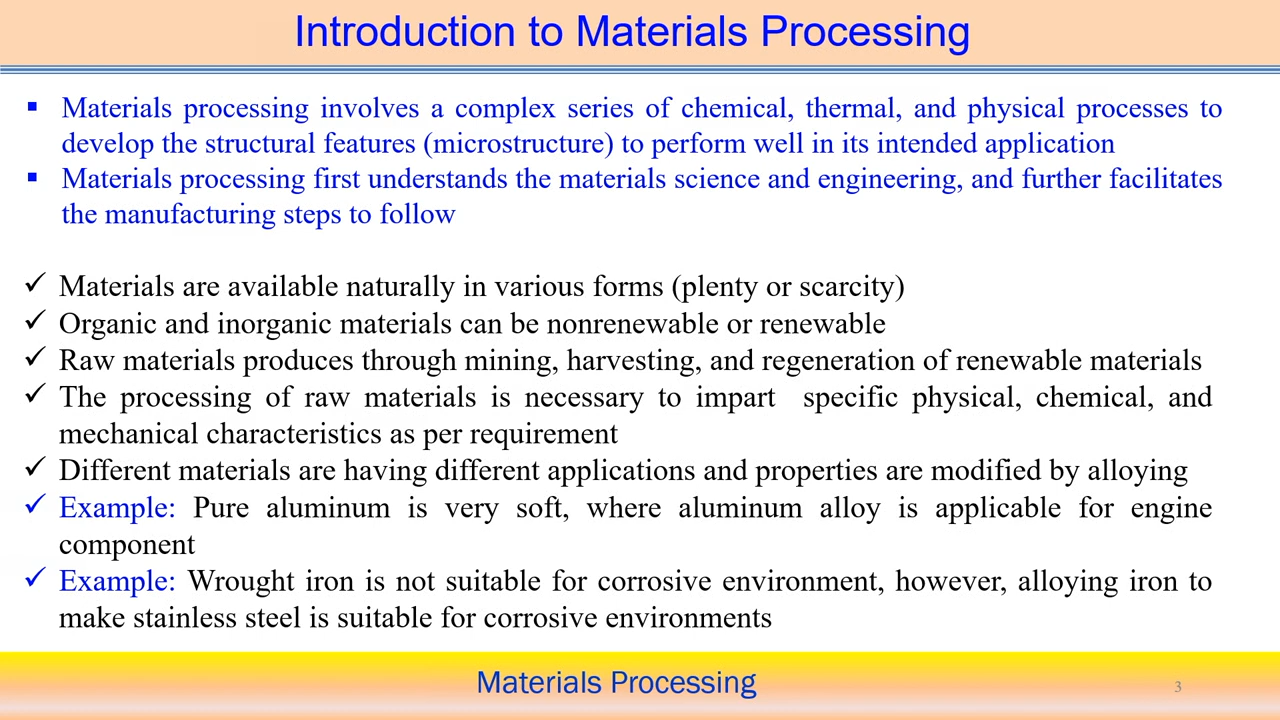 Introduction to Materials Processing
▪ Materials processing involves a complex series of chemical, thermal, and physical processes to
develop the structural features (microstructure) to perform well in its intended application
▪ Materials processing first understands the materials science and engineering, and further facilitates
the manufacturing steps to follow
✓ Materials are available naturally in various forms (plenty or scarcity)
✓ Organic and inorganic materials can be nonrenewable or renewable
✓ Raw materials produces through mining, harvesting, and regeneration of renewable materials
✓ The processing of raw materials is necessary to impart specific physical, chemical, and
mechanical characteristics as per requirement
✓ Different materials are having different applications and properties are modified by alloying
✓ Example: Pure aluminum is very soft, where aluminum alloy is applicable for engine
component
✓ Example: Wrought iron is not suitable for corrosive environment, however, alloying iron to
make stainless steel is suitable for corrosive environments
Materials Processing
3